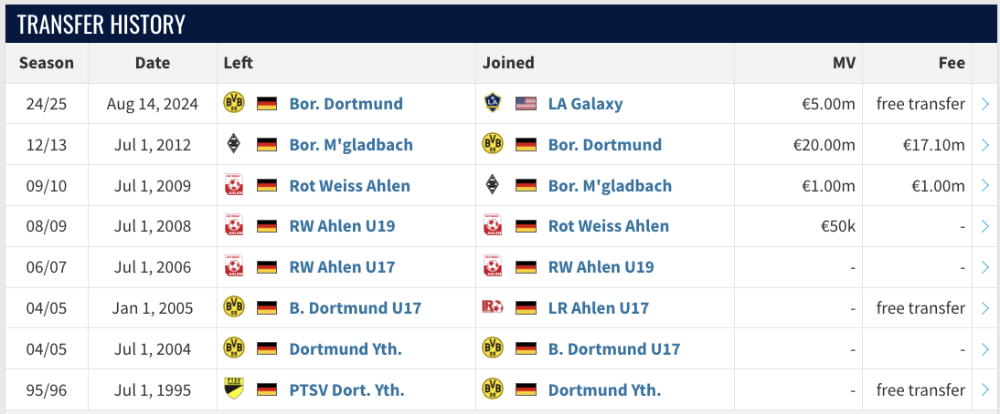 TRANSFER HISTORY
Season Date Left Joined MV Fee
24/25 Aug 14, 2024 Bor. Dortmund LA Galaxy €5.00m free transfer
12/13 Jul 1, 2012 Bor. M'gladbach Bor. Dortmund €20.00m €17.10m
09/10 Jul 1, 2009 Rot Weiss Ahlen Bor. M'gladbach €1.00m €1.00m
08/09 Jul 1, 2008 RW Ahlen U19 Rot Weiss Ahlen €50k -
06/07 Jul 1, 2006 RW Ahlen U17 RW Ahlen U19 - -
04/05 Jan 1, 2005 B. Dortmund U17 LR Ahlen U17 - free transfer
04/05 Jul 1, 2004 Dortmund Yth. B. Dortmund U17 - -
95/96 Jul 1, 1995 PTSV Dort. Yth. Dortmund Yth. - free transfer